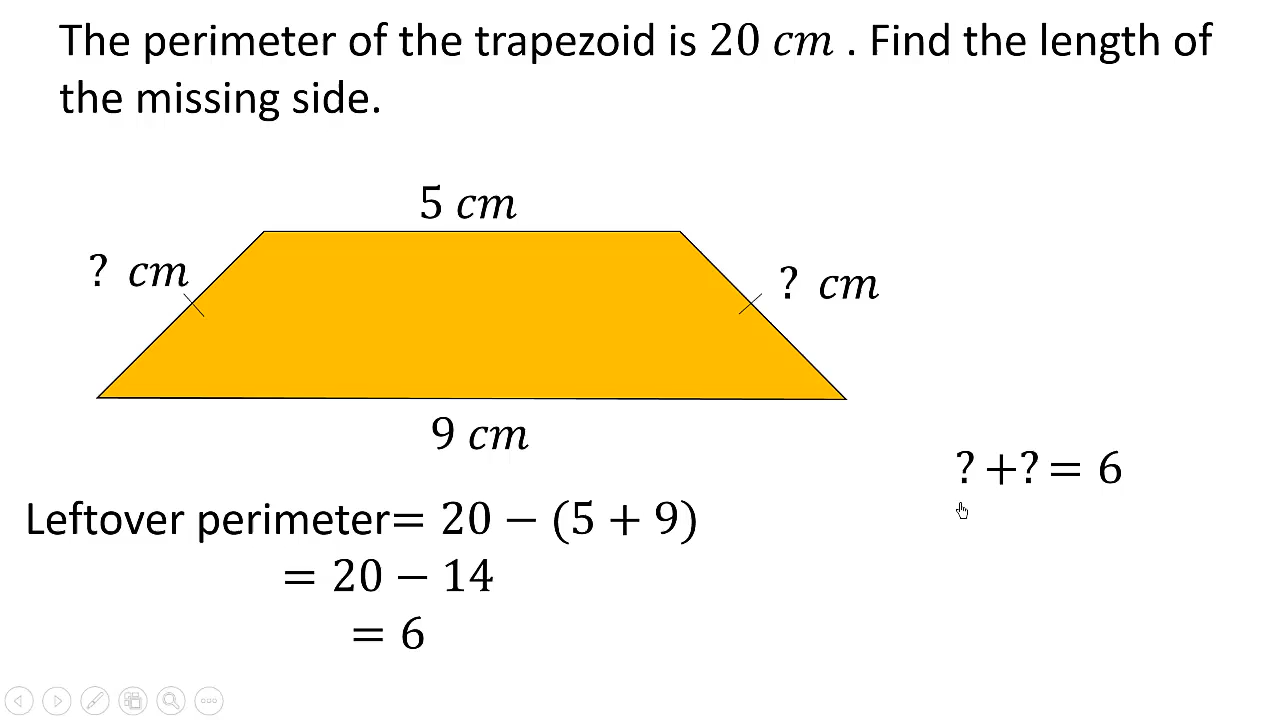 The perimeter of the trapezoid is 20 cm . Find the length of
the missing side.
5 cm
? cm
? cm
9 cm
? +? = 6
Leftover perimeter= 20 − (5 + 9)
= 20 − 14
= 6